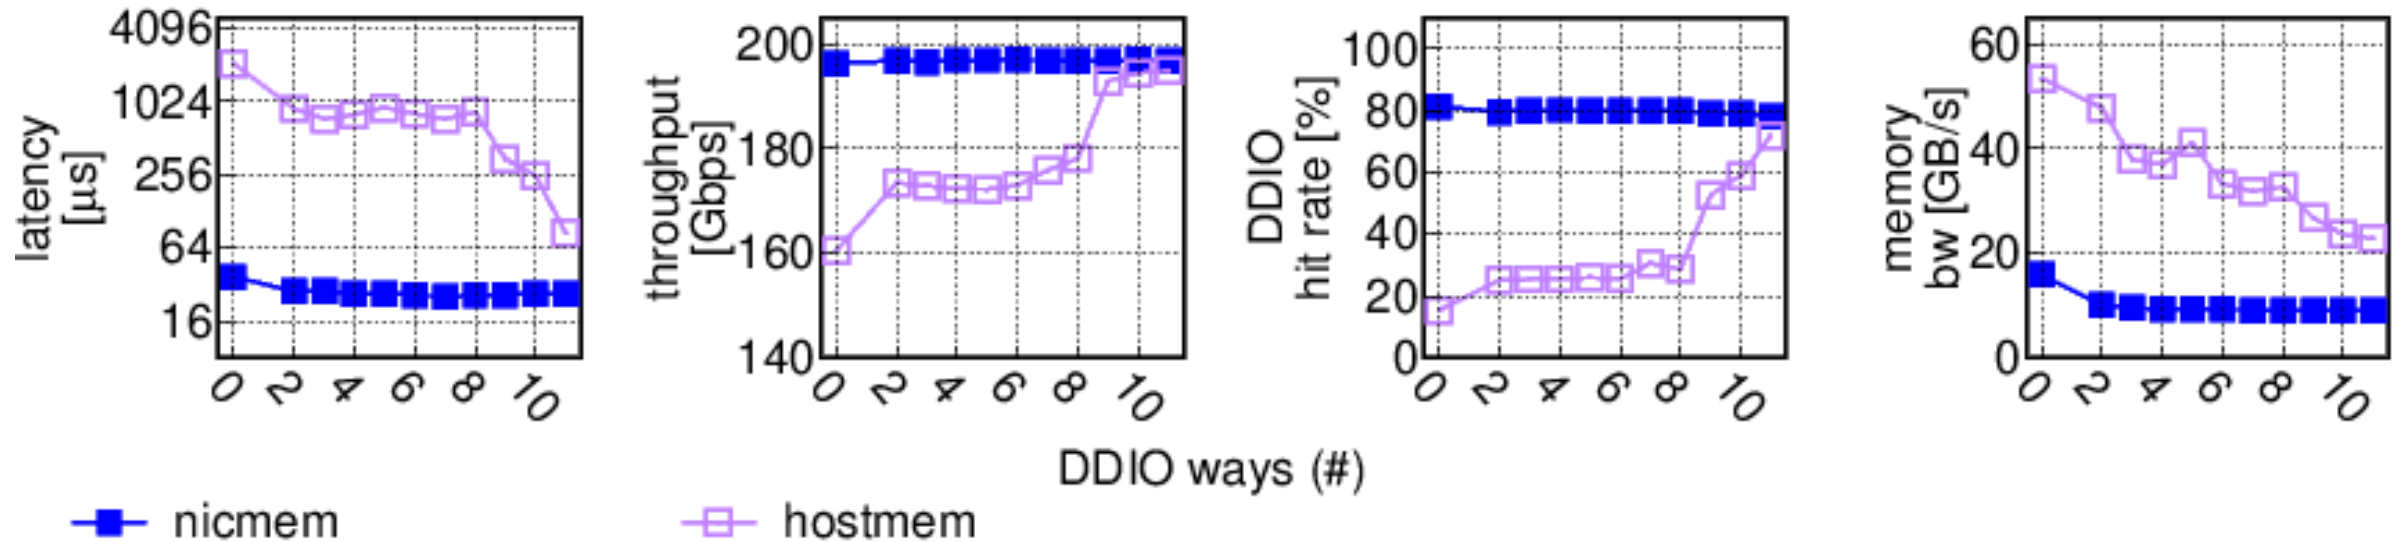 latency
[μs]
4096
1024
256
64
16
0 2 4 6 8 10
throughput
[Gbps]
200
180
160
140
0 2 4 6 8 10
DDIO
hit rate [%]
100
80
60
40
20
0
0 2 4 6 8 10
memory
bw [GB/s]
60
40
20
0
0 2 4 6 8 10
DDIO ways (#)
nicmem
hostmem